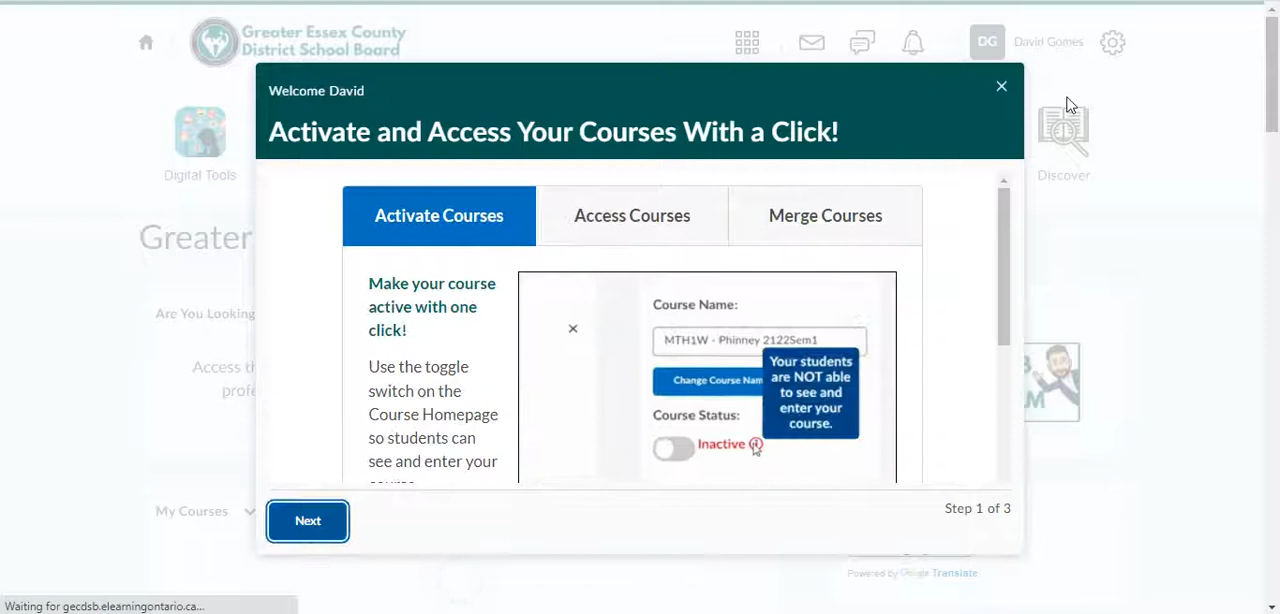 Greater Essex County
District School Board
DG
David Gomes
Welcome David
Activate and Access Your Courses With a Click!
Digital Tools
Discover
Activate Courses
Access Courses
Merge Courses
Greater
Make your course
active with one
click!
Use the toggle
switch on the
Course Homepage
so students can
see and enter your
Course Name:
MTH1W - Phinney 2122Sem1
Change Course Nam
Your students
are NOT able
to see and
enter your
course.
Course Status:
Inactive
Are You Looking
Access th
profe
My Courses
Next
Step 1 of 3
Powered by Google Translate
Waiting for gecdsb.elearningontario.ca...